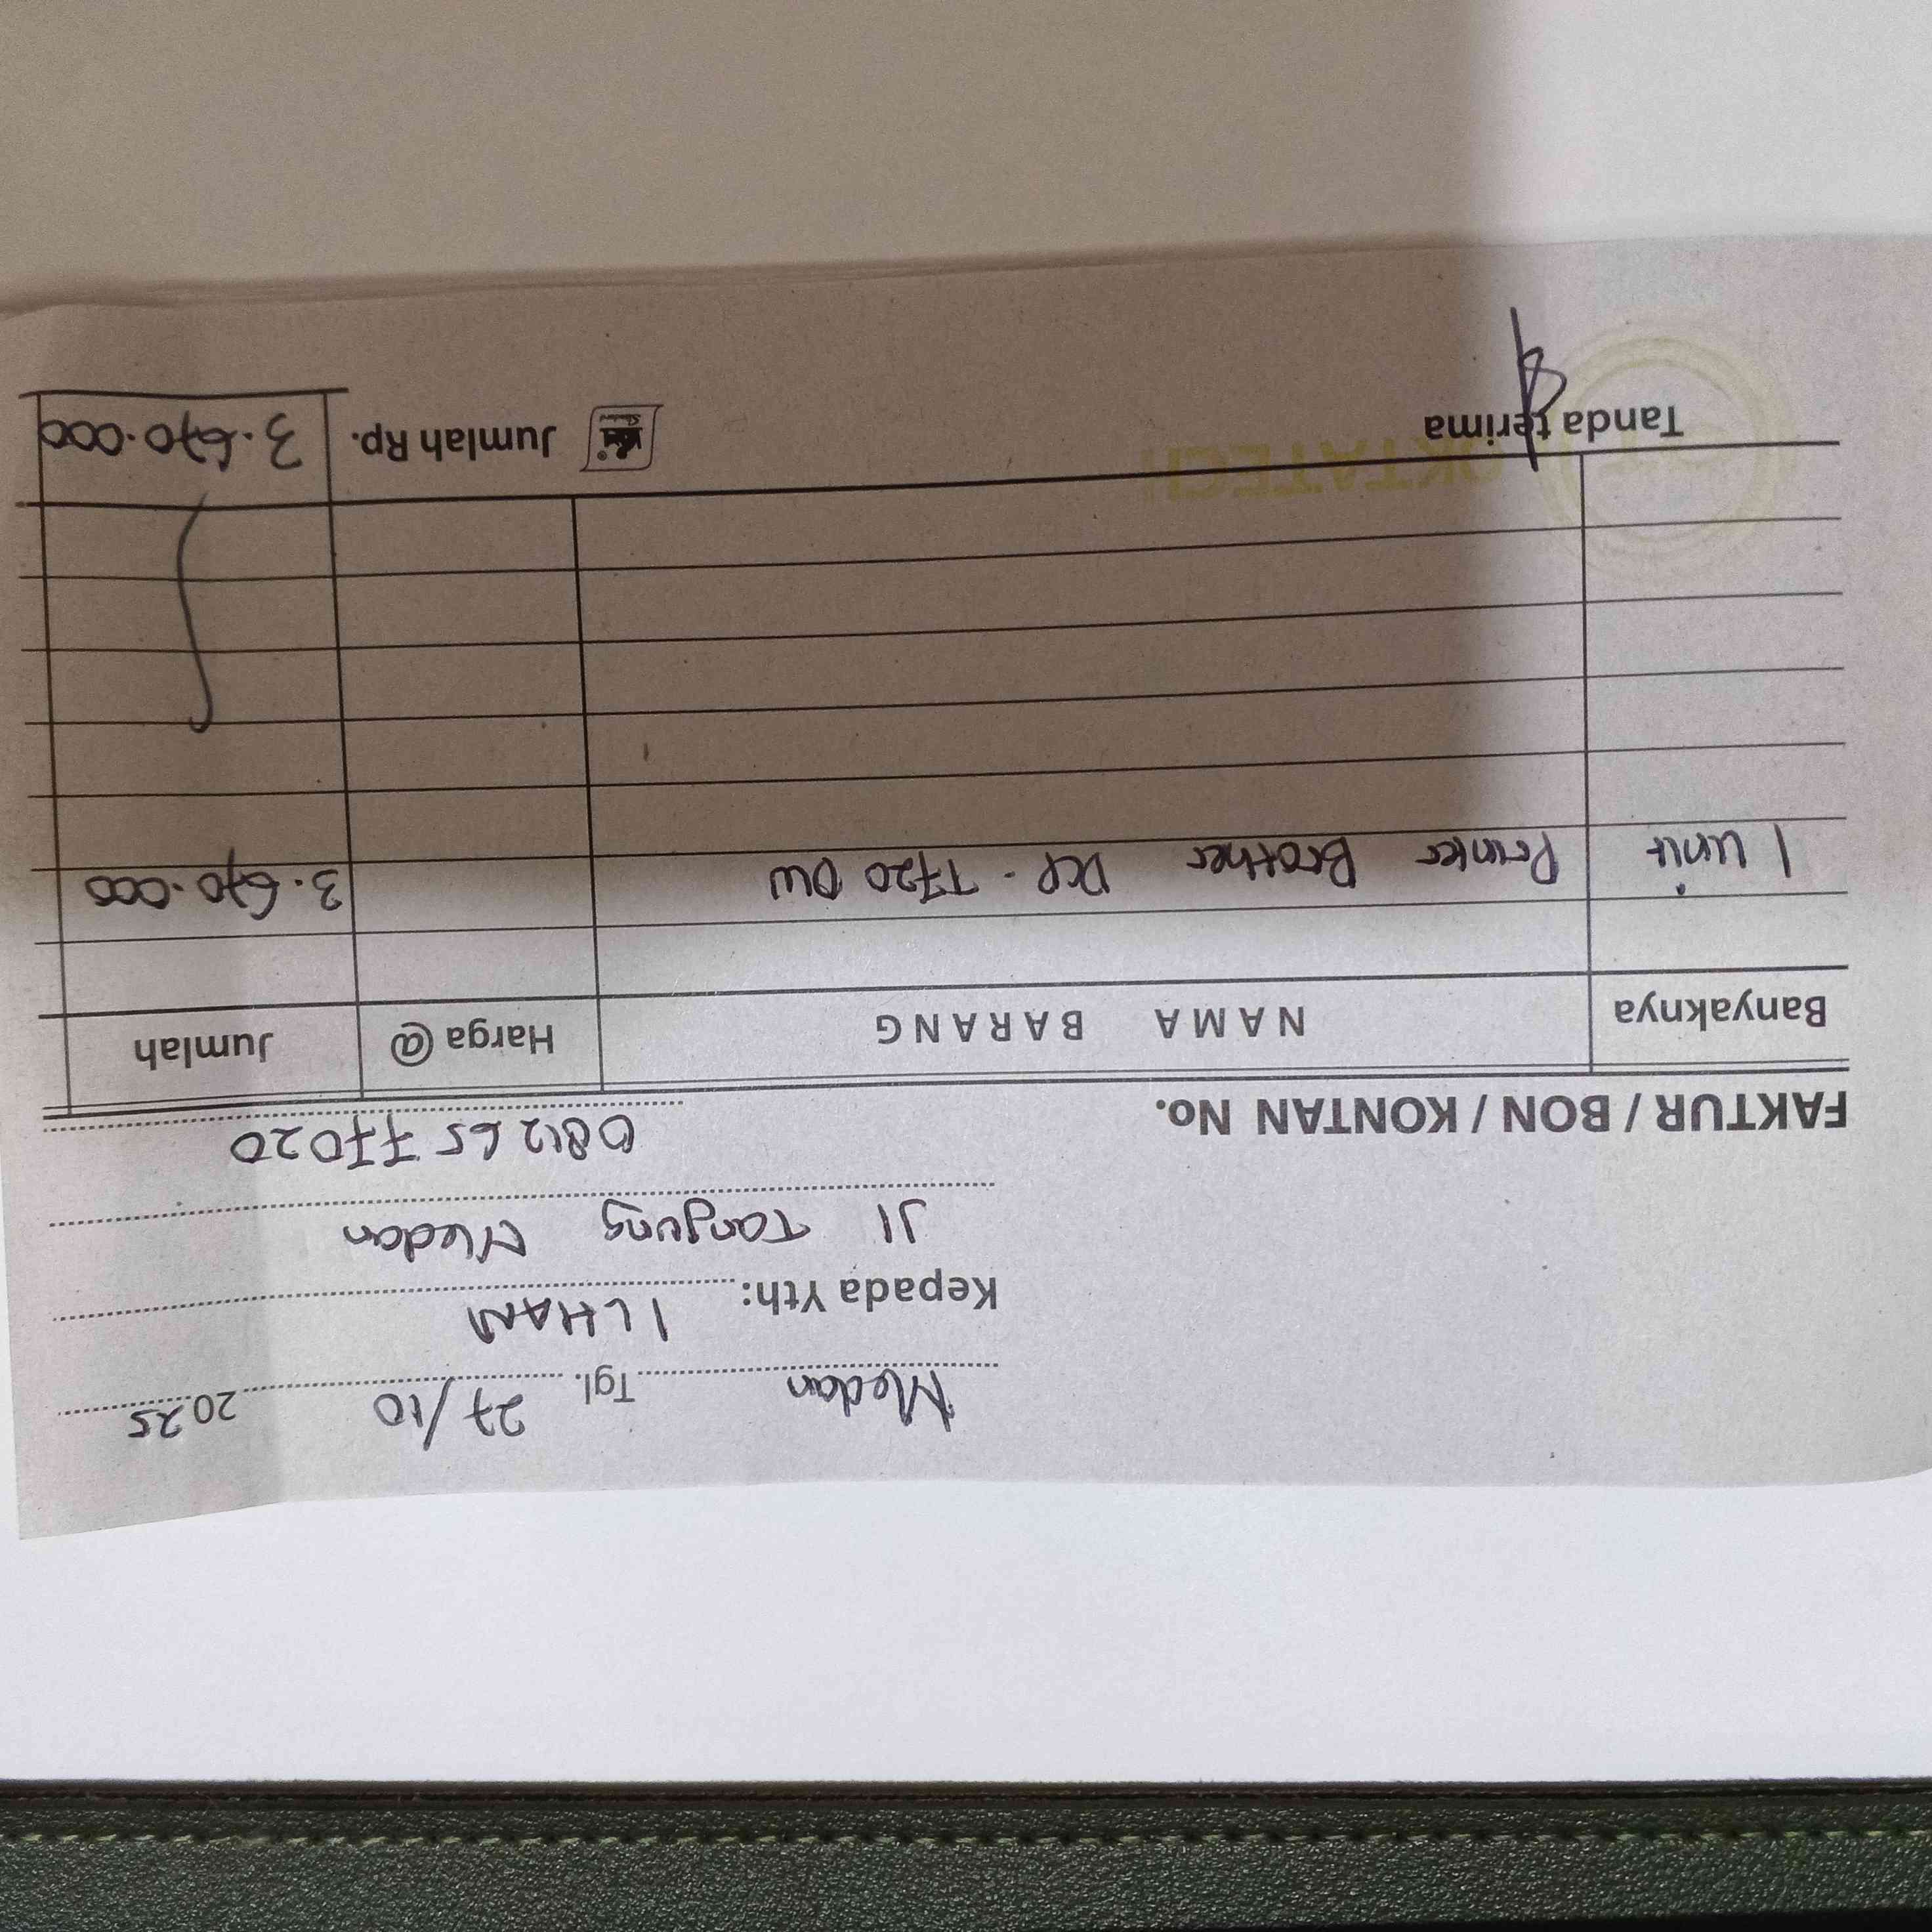 Medan Tgl. 27/10 2025
Kepada Yth: ILHAM
Jl Tanjung Medan
0812 65 77020
FAKTUR / BON / KONTAN No.
Banyaknya NAMA BARANG Harga @ Jumlah
1 unit Printer Brother DCP - T720 DW 3.670.000
Tanda terima Jumlah Rp. 3.670.000
OKTATECH